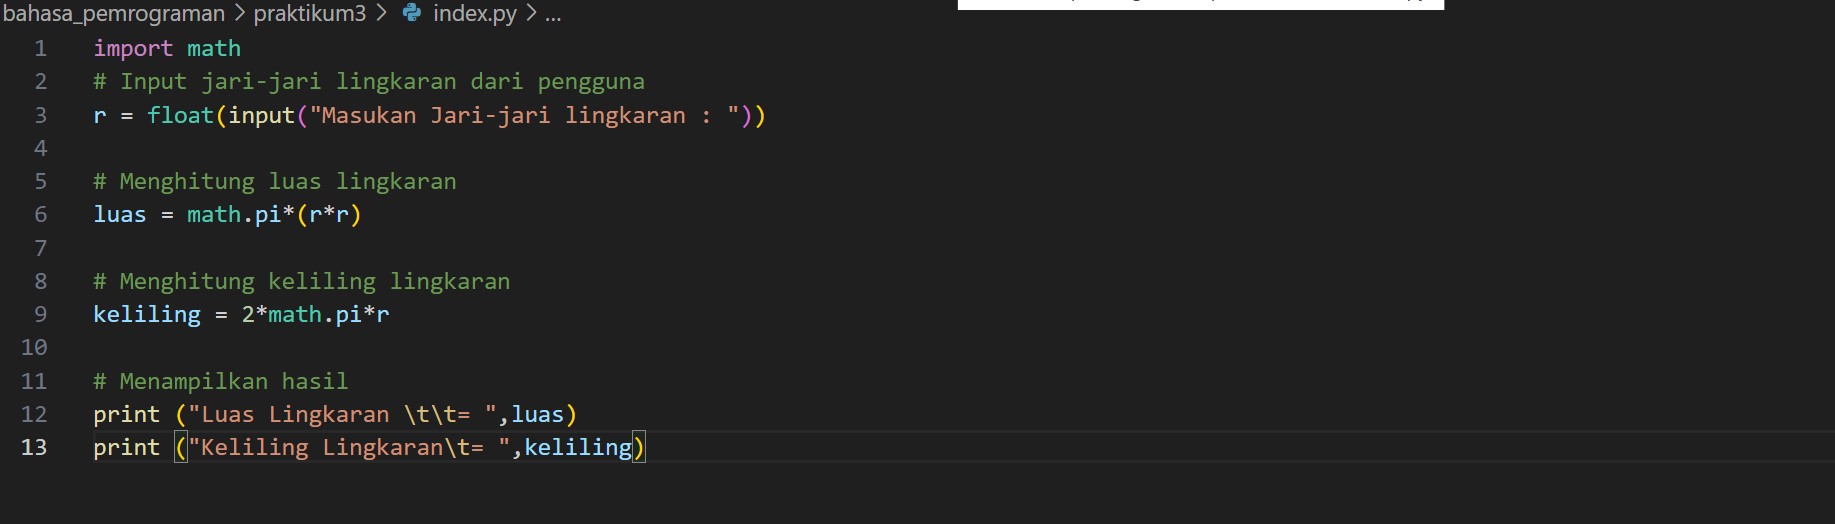 bahasa_pemrograman > praktikum3 > index.py > ...
1 import math
2 # Input jari-jari lingkaran dari pengguna
3 r = float(input("Masukan Jari-jari lingkaran : "))
4
5 # Menghitung luas lingkaran
6 luas = math.pi*(r*r)
7
8 # Menghitung keliling lingkaran
9 keliling = 2*math.pi*r
10
11 # Menampilkan hasil
12 print ("Luas Lingkaran \t\t= ",luas)
13 print ("Keliling Lingkaran\t= ",keliling)